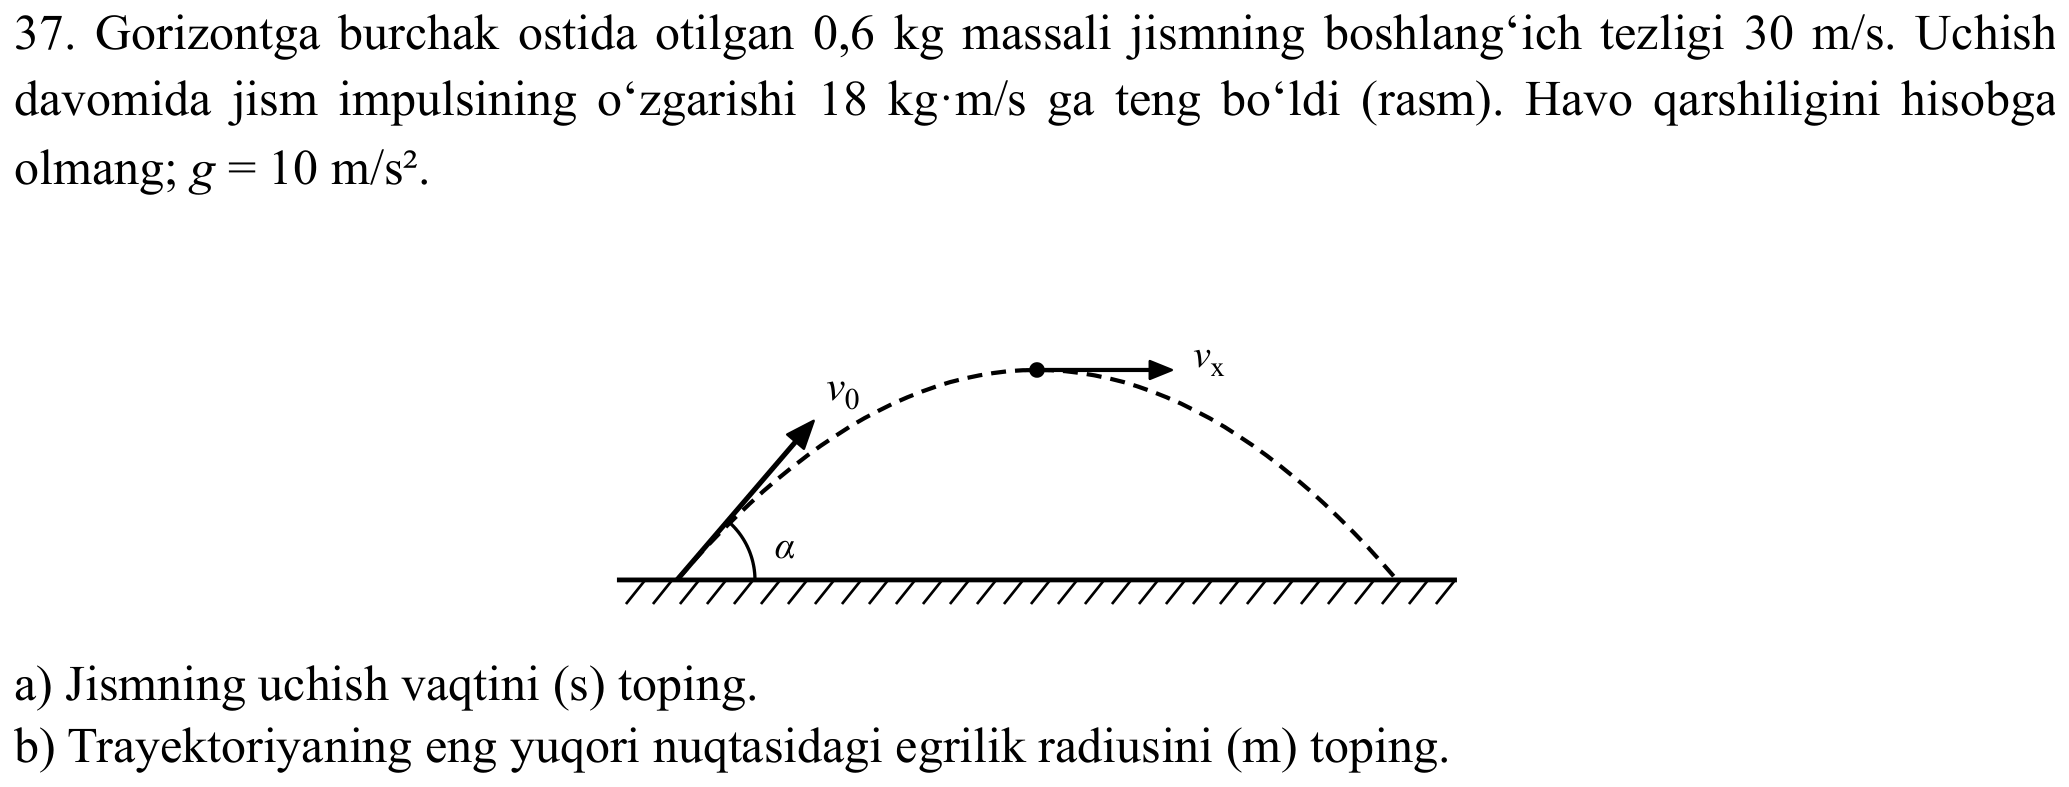 37. Gorizontga burchak ostida otilgan 0,6 kg massali jismning boshlang‘ich tezligi 30 m/s. Uchish
davomida jism impulsining o‘zgarishi 18 kg·m/s ga teng bo‘ldi (rasm). Havo qarshiligini hisobga
olmang; g = 10 m/s².
vₓ
v₀
α
a) Jismning uchish vaqtini (s) toping.
b) Trayektoriyaning eng yuqori nuqtasidagi egrilik radiusini (m) toping.